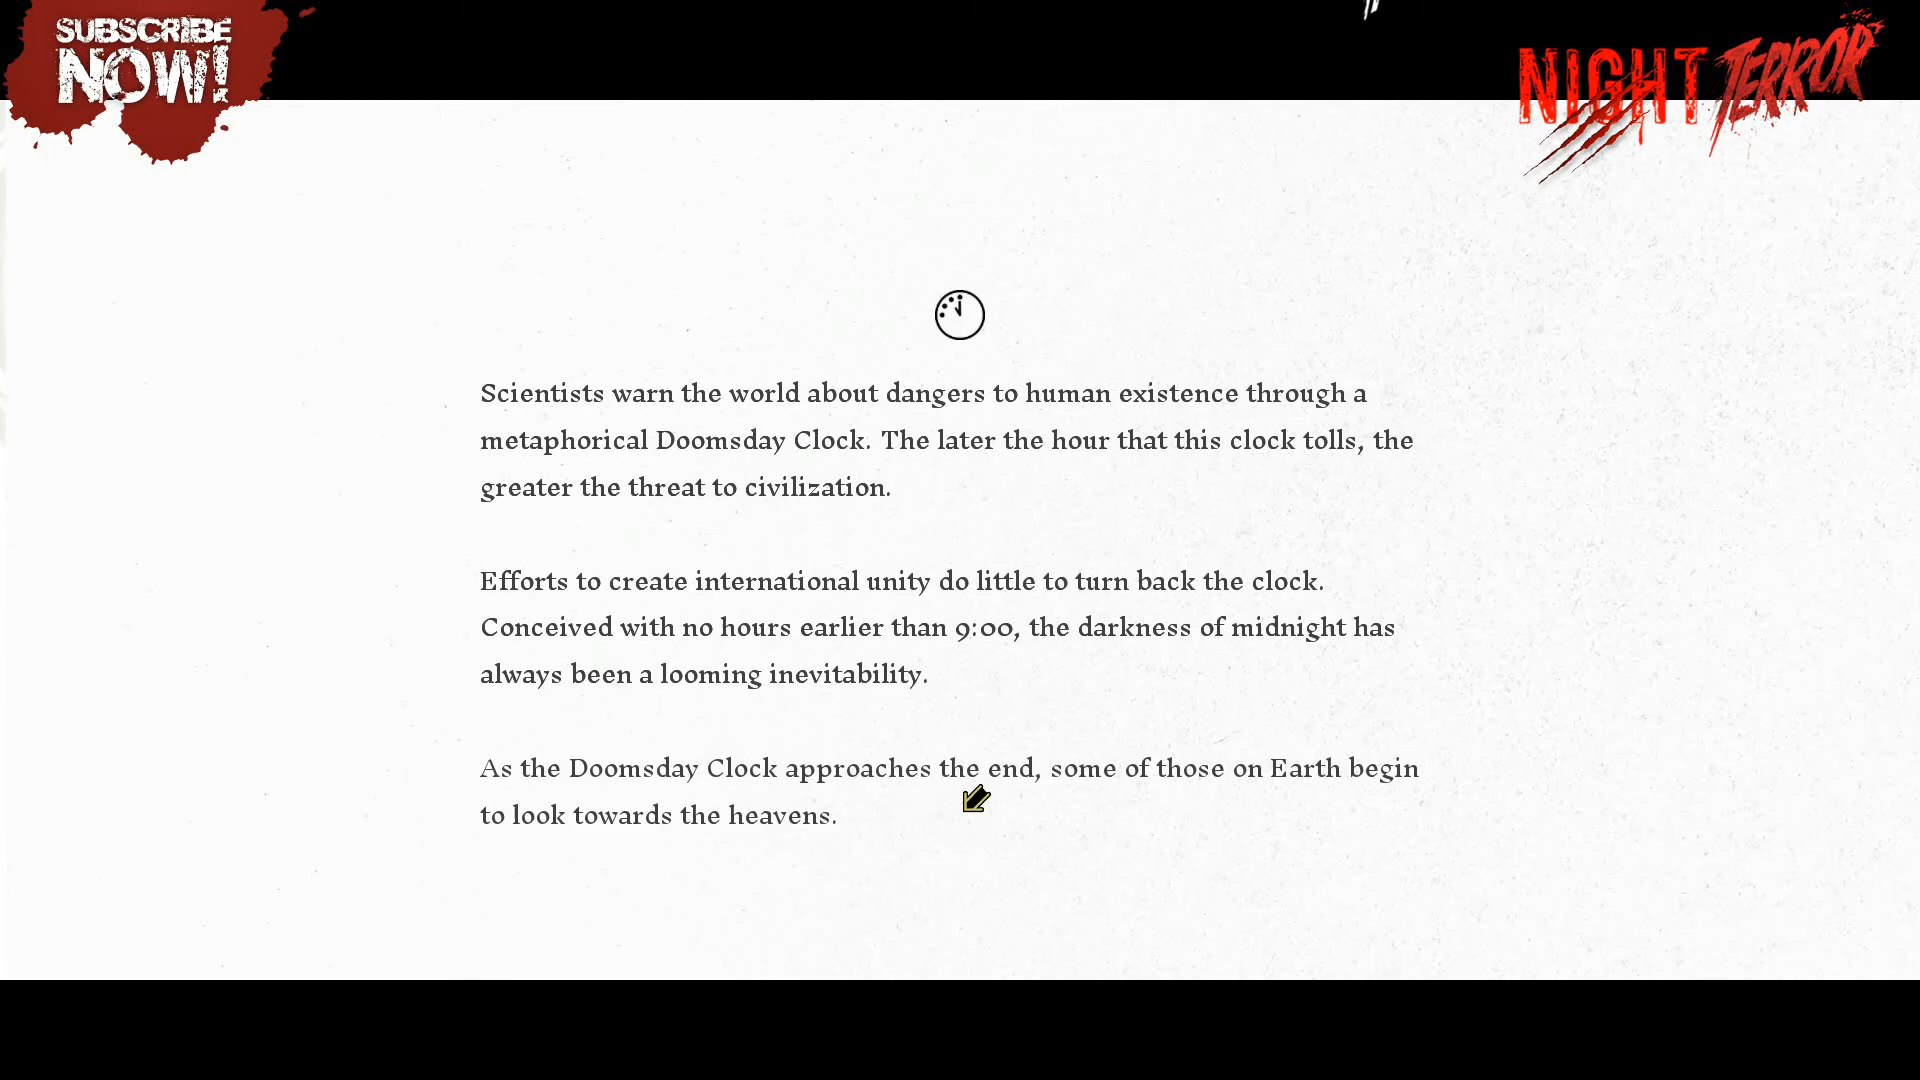 SUBSCRIBE
NOW!
NIGHT TERROR
Scientists warn the world about dangers to human existence through a
metaphorical Doomsday Clock. The later the hour that this clock tolls, the
greater the threat to civilization.
Efforts to create international unity do little to turn back the clock.
Conceived with no hours earlier than 9:00, the darkness of midnight has
always been a looming inevitability.
As the Doomsday Clock approaches the end, some of those on Earth begin
to look towards the heavens.